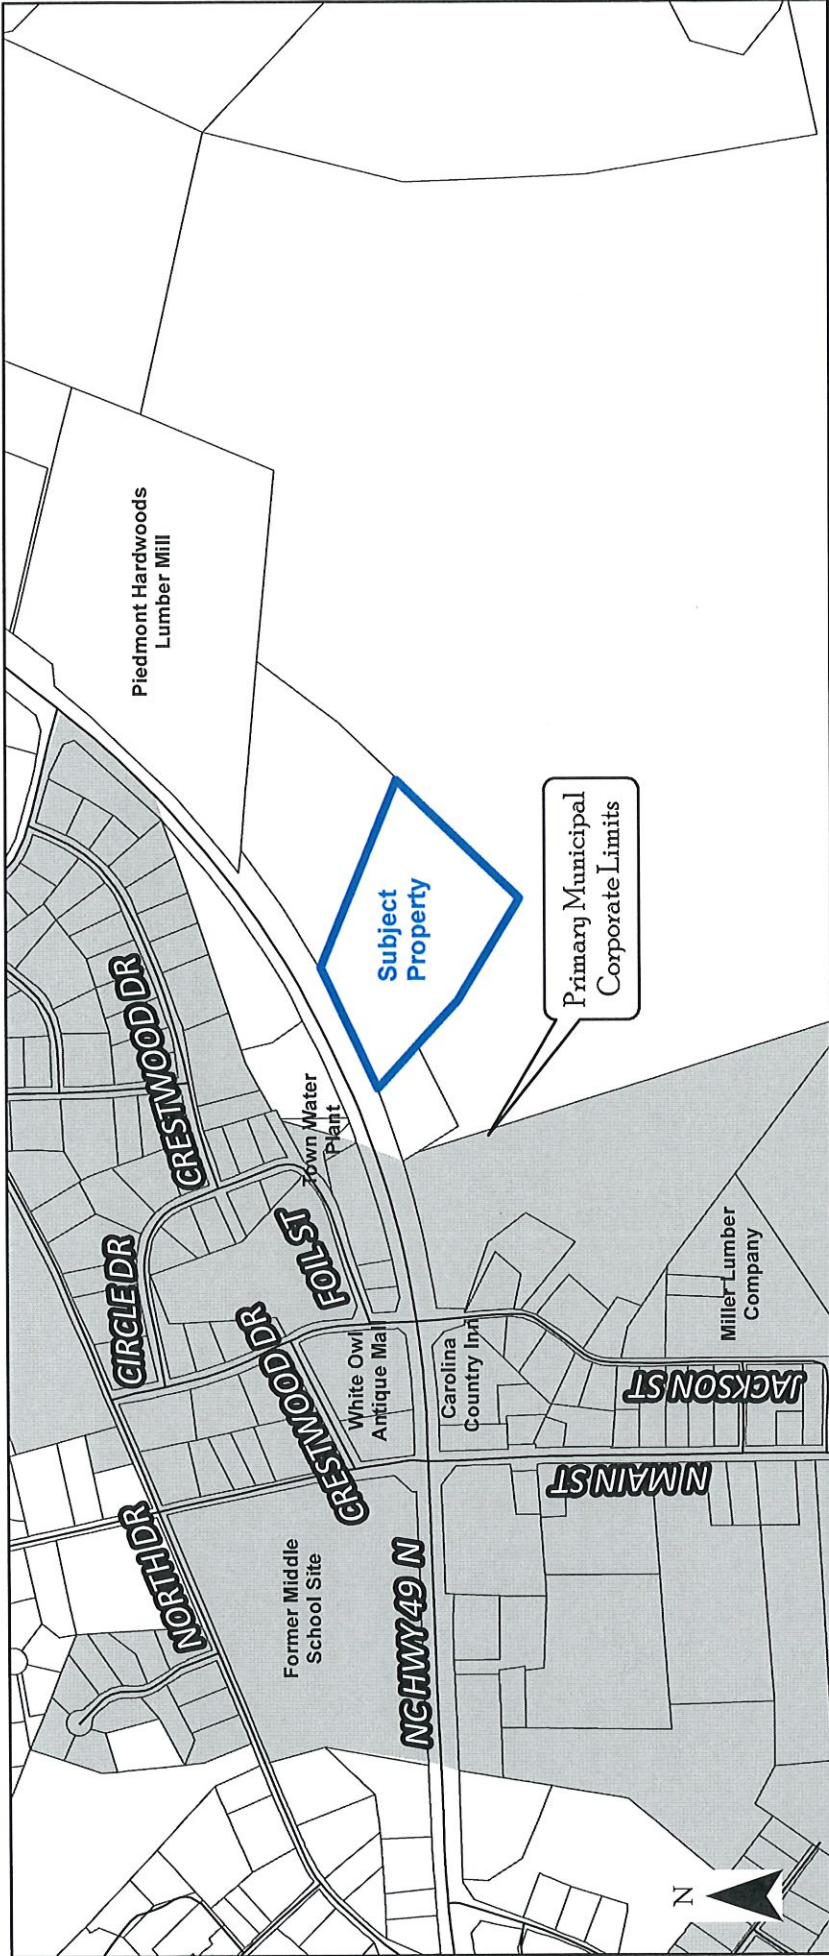 Piedmont Hardwoods
Lumber Mill
CRESTWOOD DR
Subject
Property
Primary Municipal
Corporate Limits
Town Water
Plant
CIRCLE DR
FOIL ST
CRESTWOOD DR
White Owl
Antique Mall
Carolina
Country Inn
Miller Lumber
Company
JACKSON ST
N MAIN ST
NORTH DR
Former Middle
School Site
NC HWY 49 N
N